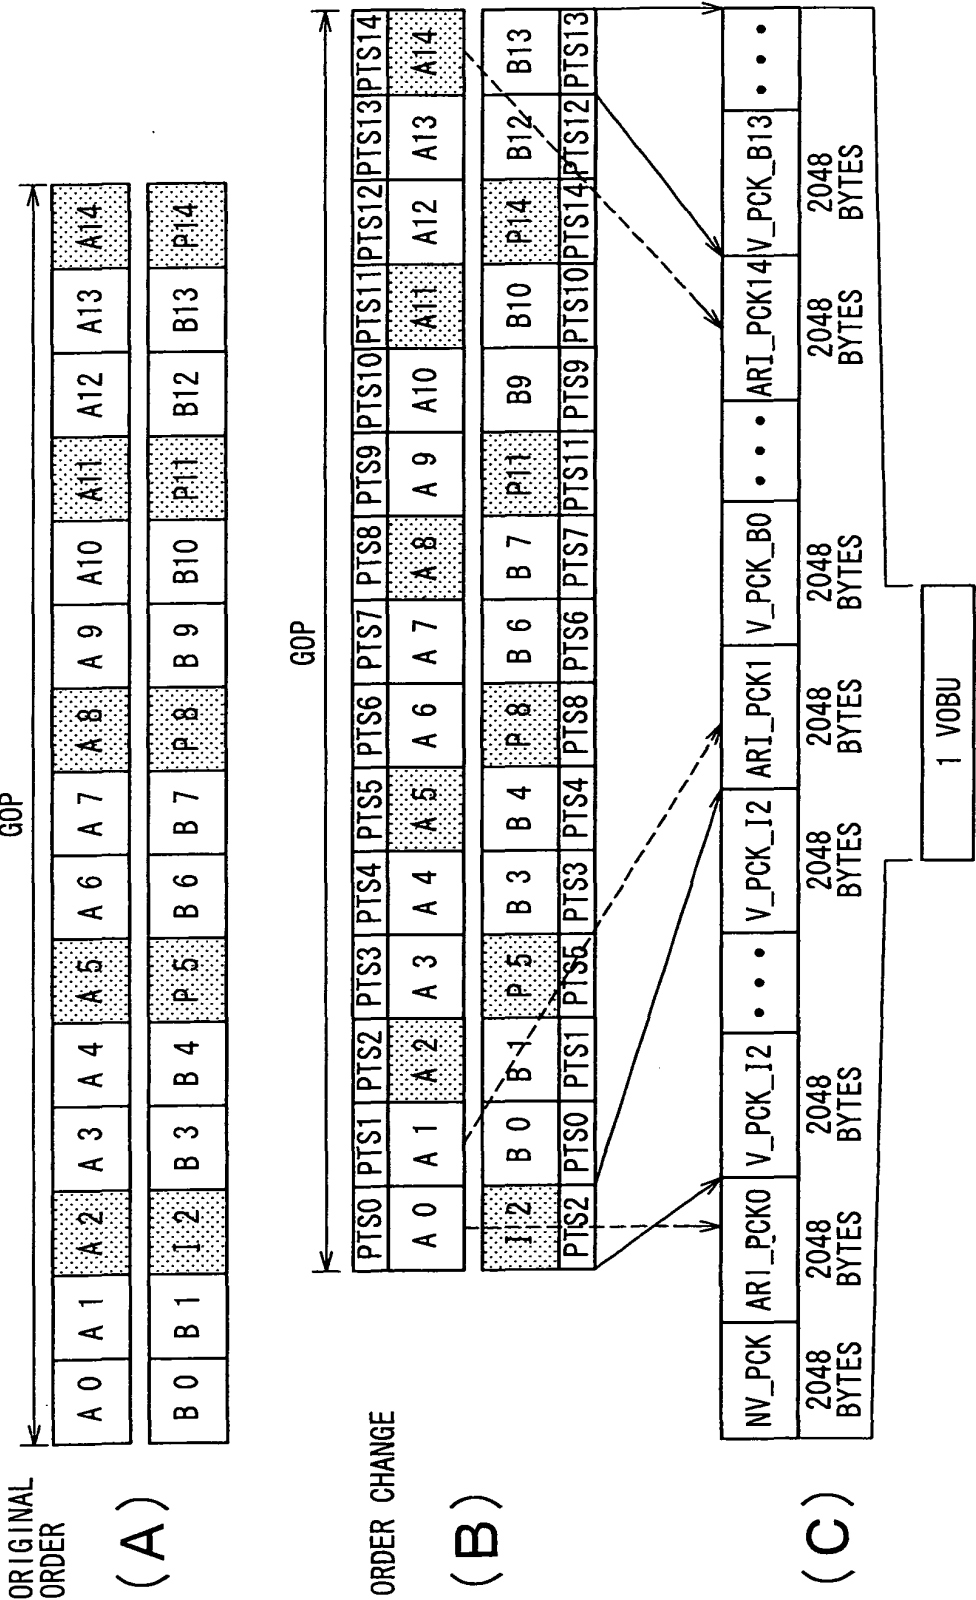 ORIGINAL
ORDER
GOP
A 0 A 1 A 2 A 3 A 4 A 5 A 6 A 7 A 8 A 9 A10 A11 A12 A13 A14
(A)
B 0 B 1 I 2 B 3 B 4 P 5 B 6 B 7 P 8 B 9 B10 P11 B12 B13 P14
ORDER CHANGE
GOP
PTS0 PTS1 PTS2 PTS3 PTS4 PTS5 PTS6 PTS7 PTS8 PTS9 PTS10 PTS11 PTS12 PTS13 PTS14
A 0 A 1 A 2 A 3 A 4 A 5 A 6 A 7 A 8 A 9 A10 A11 A12 A13 A14
(B)
I 2 B 0 B 1 P 5 B 3 B 4 P 8 B 6 B 7 P11 B9 B10 P14 B12 B13
PTS2 PTS0 PTS1 PTS5 PTS3 PTS4 PTS8 PTS6 PTS7 PTS11 PTS9 PTS10 PTS14 PTS12 PTS13
NV_PCK ARI_PCK0 V_PCK_I2 • • • V_PCK_I2 ARI_PCK1 V_PCK_B0 • • • ARI_PCK14 V_PCK_B13 • • •
(C)
2048 2048 2048 2048 2048 2048 2048 2048
BYTES BYTES BYTES BYTES BYTES BYTES BYTES BYTES
1 VOBU